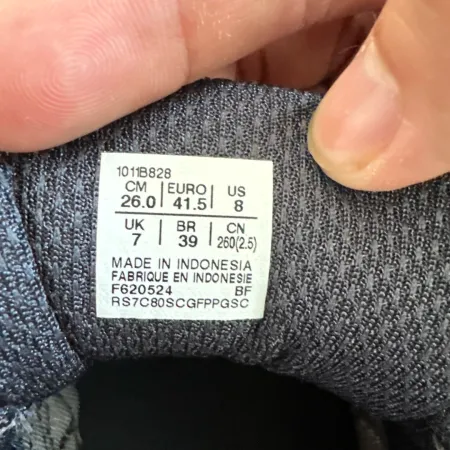 1011B828
CM | EURO | US
26.0 | 41.5 | 8
UK | BR | CN
7 | 39 | 260(2.5)
MADE IN INDONESIA
FABRIQUE EN INDONESIE
F620524 BF
RS7C80SCGFPPGSC